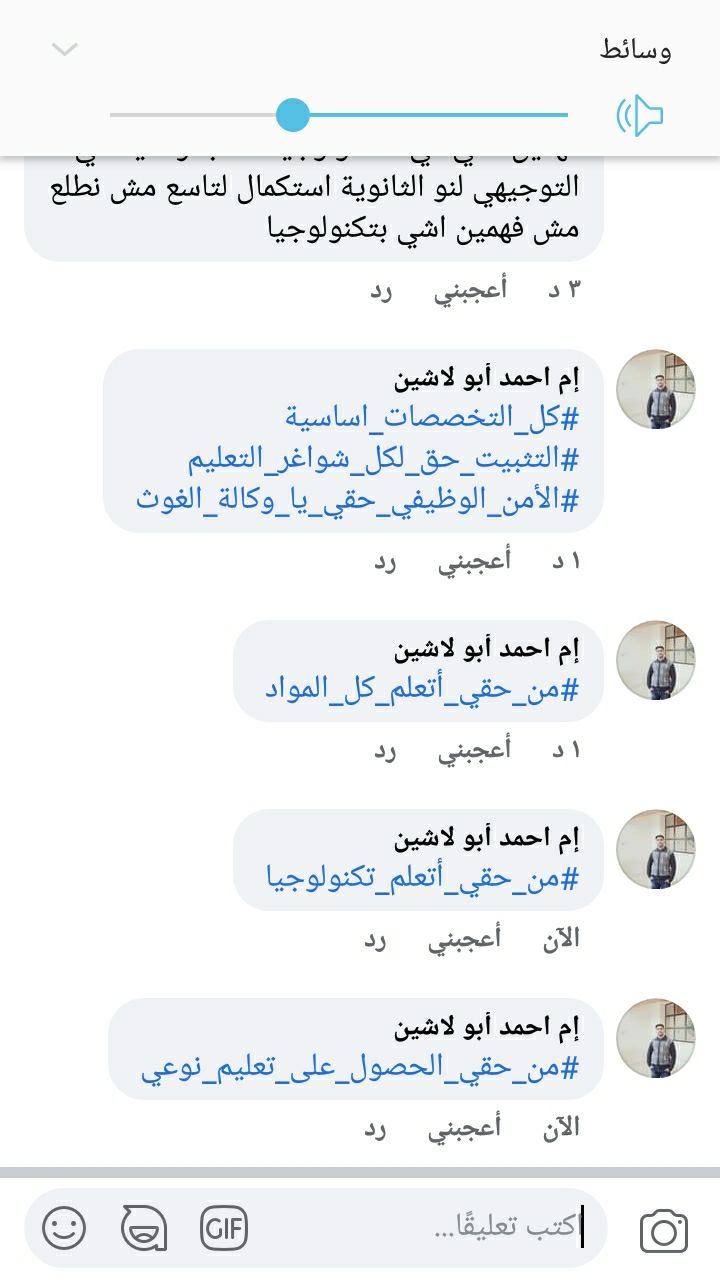 وسائط
التوجيهي لنو الثانوية استكمال لتاسع مش نطلع
مش فهمين اشي بتكنولوجيا
٣ د أعجبني رد
إم احمد أبو لاشين
#كل_التخصصات_اساسية
#التثبيت_حق_لكل_شواغر_التعليم
#الأمن_الوظيفي_حقي_يا_وكالة_الغوث
١ د أعجبني رد
إم احمد أبو لاشين
#من_حقي_أتعلم_كل_المواد
١ د أعجبني رد
إم احمد أبو لاشين
#من_حقي_أتعلم_تكنولوجيا
الآن أعجبني رد
إم احمد أبو لاشين
#من_حقي_الحصول_على_تعليم_نوعي
الآن أعجبني رد
اكتب تعليقًا...
GIF